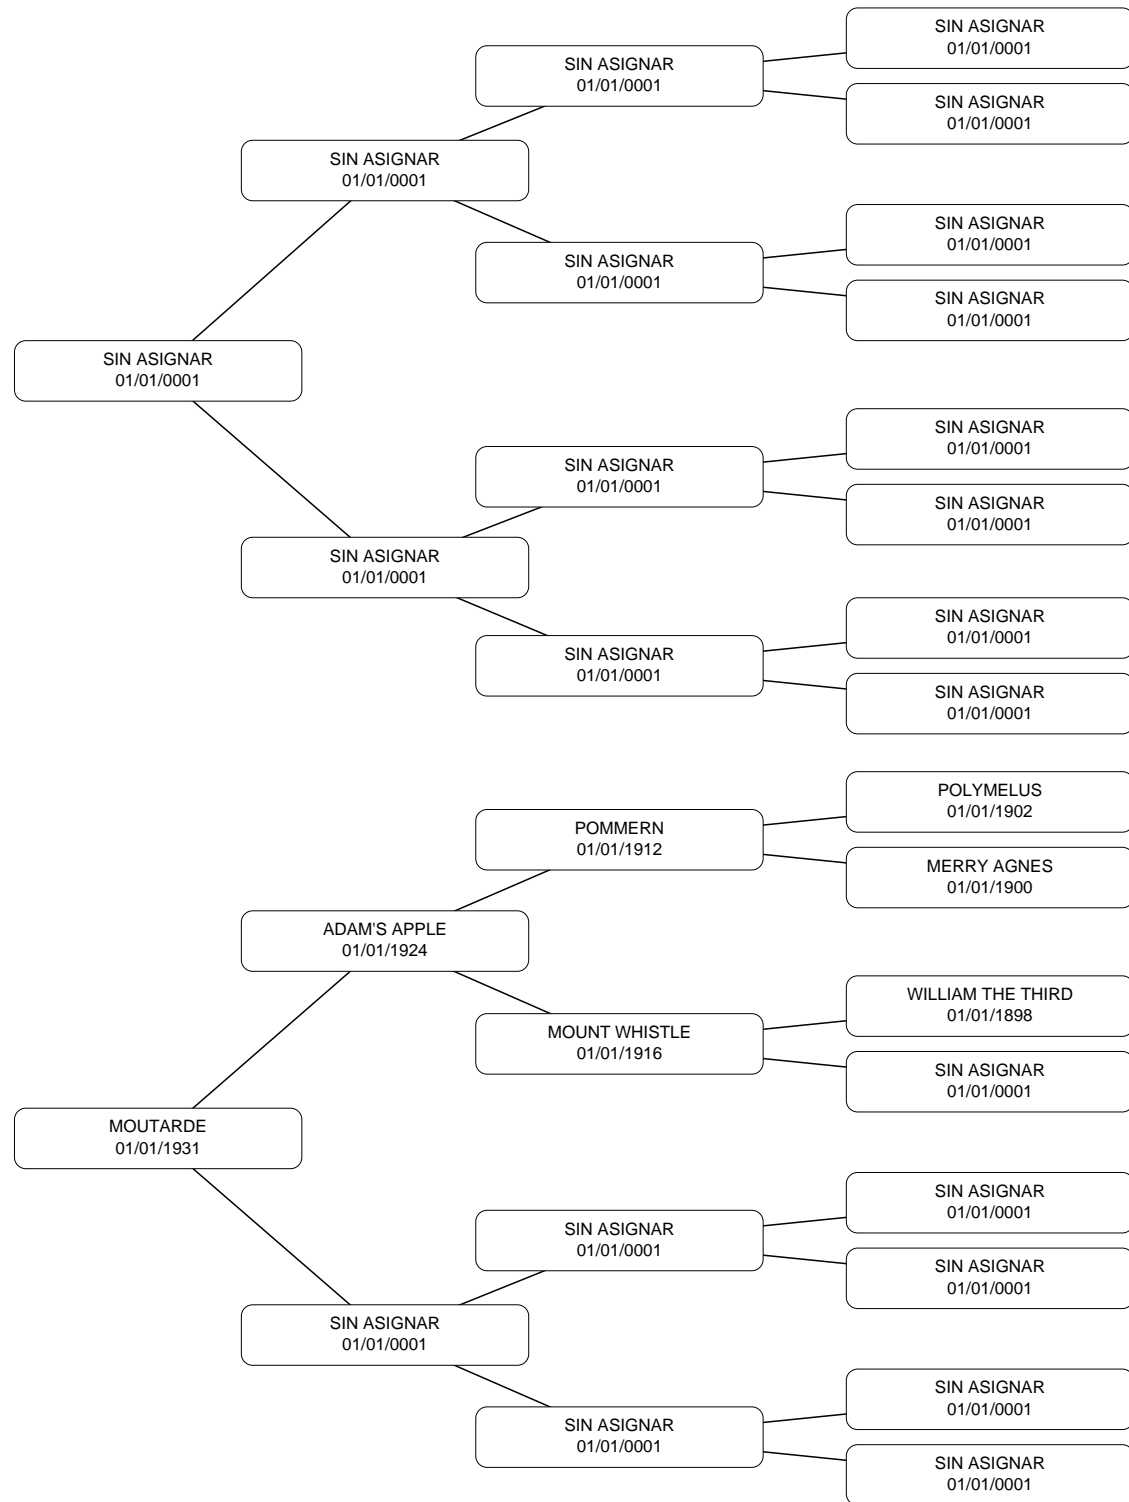 SIN ASIGNAR
01/01/0001
SIN ASIGNAR
01/01/0001
SIN ASIGNAR
01/01/0001
SIN ASIGNAR
01/01/0001
SIN ASIGNAR
01/01/0001
SIN ASIGNAR
01/01/0001
SIN ASIGNAR
01/01/0001
SIN ASIGNAR
01/01/0001
SIN ASIGNAR
01/01/0001
SIN ASIGNAR
01/01/0001
SIN ASIGNAR
01/01/0001
SIN ASIGNAR
01/01/0001
SIN ASIGNAR
01/01/0001
SIN ASIGNAR
01/01/0001
SIN ASIGNAR
01/01/0001
POLYMELUS
01/01/1902
POMMERN
01/01/1912
MERRY AGNES
01/01/1900
ADAM'S APPLE
01/01/1924
WILLIAM THE THIRD
01/01/1898
MOUNT WHISTLE
01/01/1916
SIN ASIGNAR
01/01/0001
MOUTARDE
01/01/1931
SIN ASIGNAR
01/01/0001
SIN ASIGNAR
01/01/0001
SIN ASIGNAR
01/01/0001
SIN ASIGNAR
01/01/0001
SIN ASIGNAR
01/01/0001
SIN ASIGNAR
01/01/0001
SIN ASIGNAR
01/01/0001